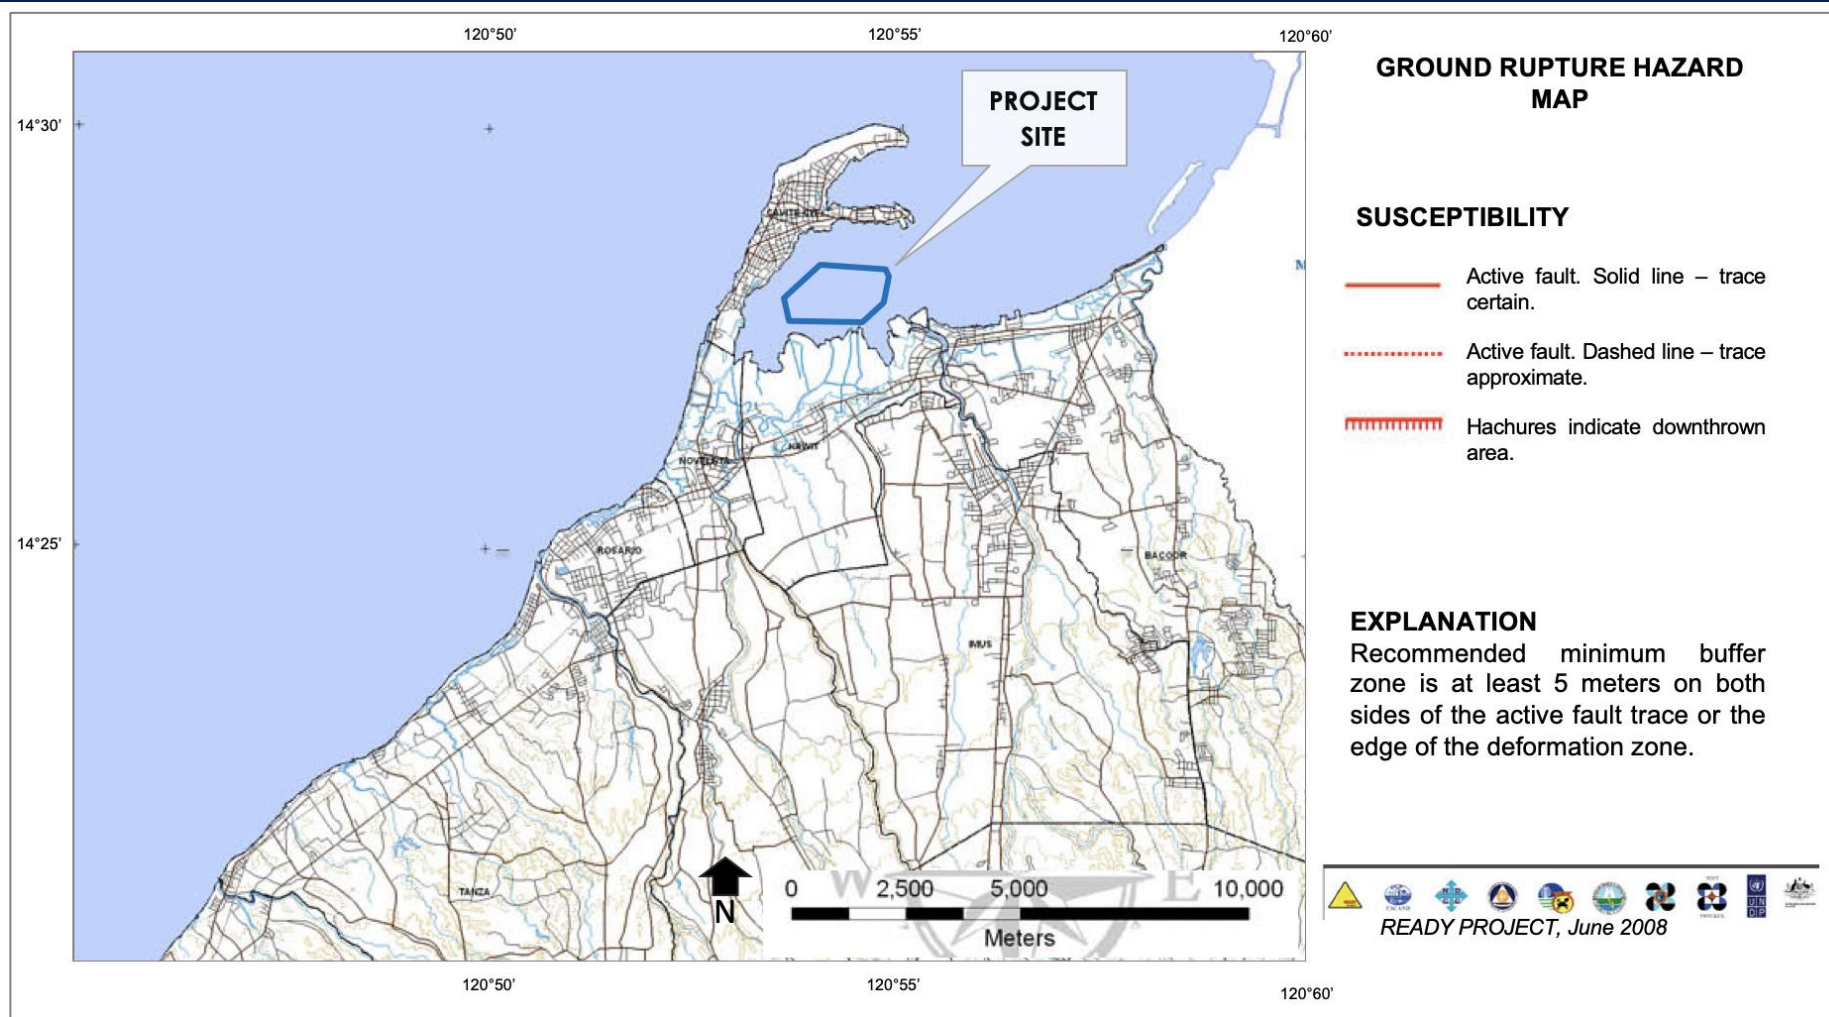 120°50'
120°55'
120°60'
14°30'
14°25'
PROJECT
SITE
NOVELETA
KAWIT
ROSARIO
BACOOR
IMUS
TANZA
W
E
N
0 2,500 5,000 10,000
Meters
120°50'
120°55'
120°60'
GROUND RUPTURE HAZARD
MAP
SUSCEPTIBILITY
Active fault. Solid line – trace
certain.
Active fault. Dashed line – trace
approximate.
Hachures indicate downthrown
area.
EXPLANATION
Recommended minimum buffer
zone is at least 5 meters on both
sides of the active fault trace or the
edge of the deformation zone.
READY PROJECT, June 2008